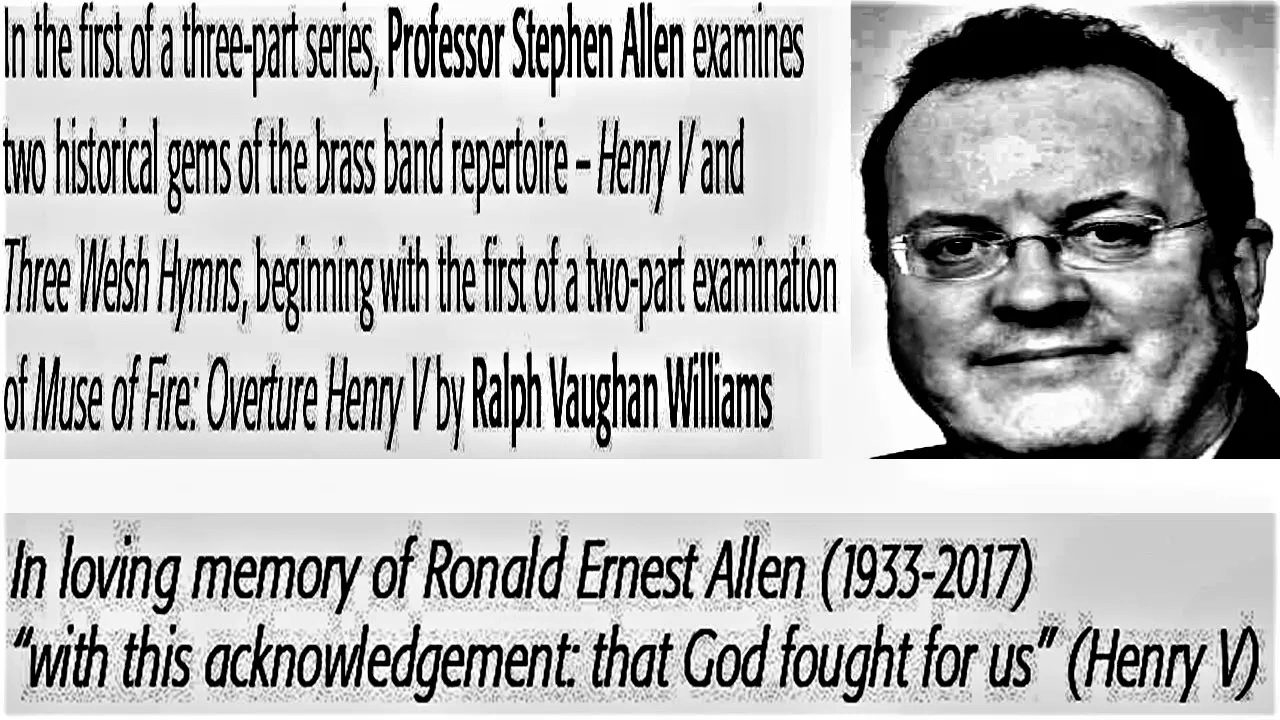 In the first of a three-part series, Professor Stephen Allen examines
two historical gems of the brass band repertoire – Henry V and
Three Welsh Hymns, beginning with the first of a two-part examination
of Muse of Fire: Overture Henry V by Ralph Vaughan Williams
In loving memory of Ronald Ernest Allen (1933-2017)
“with this acknowledgement: that God fought for us” (Henry V)